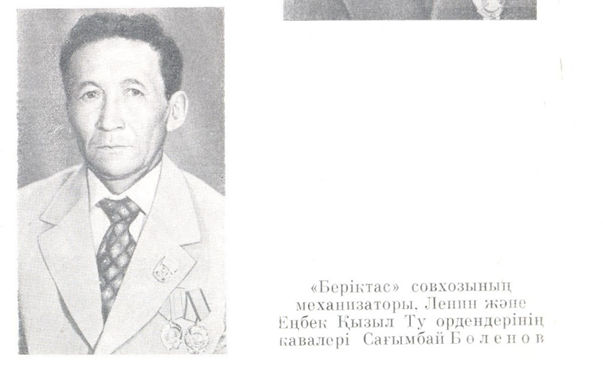 «Беріктас» совхозының
механизаторы, Ленин және
Еңбек Қызыл Ту ордендерінің
кавалері Сағымбай Бөленов